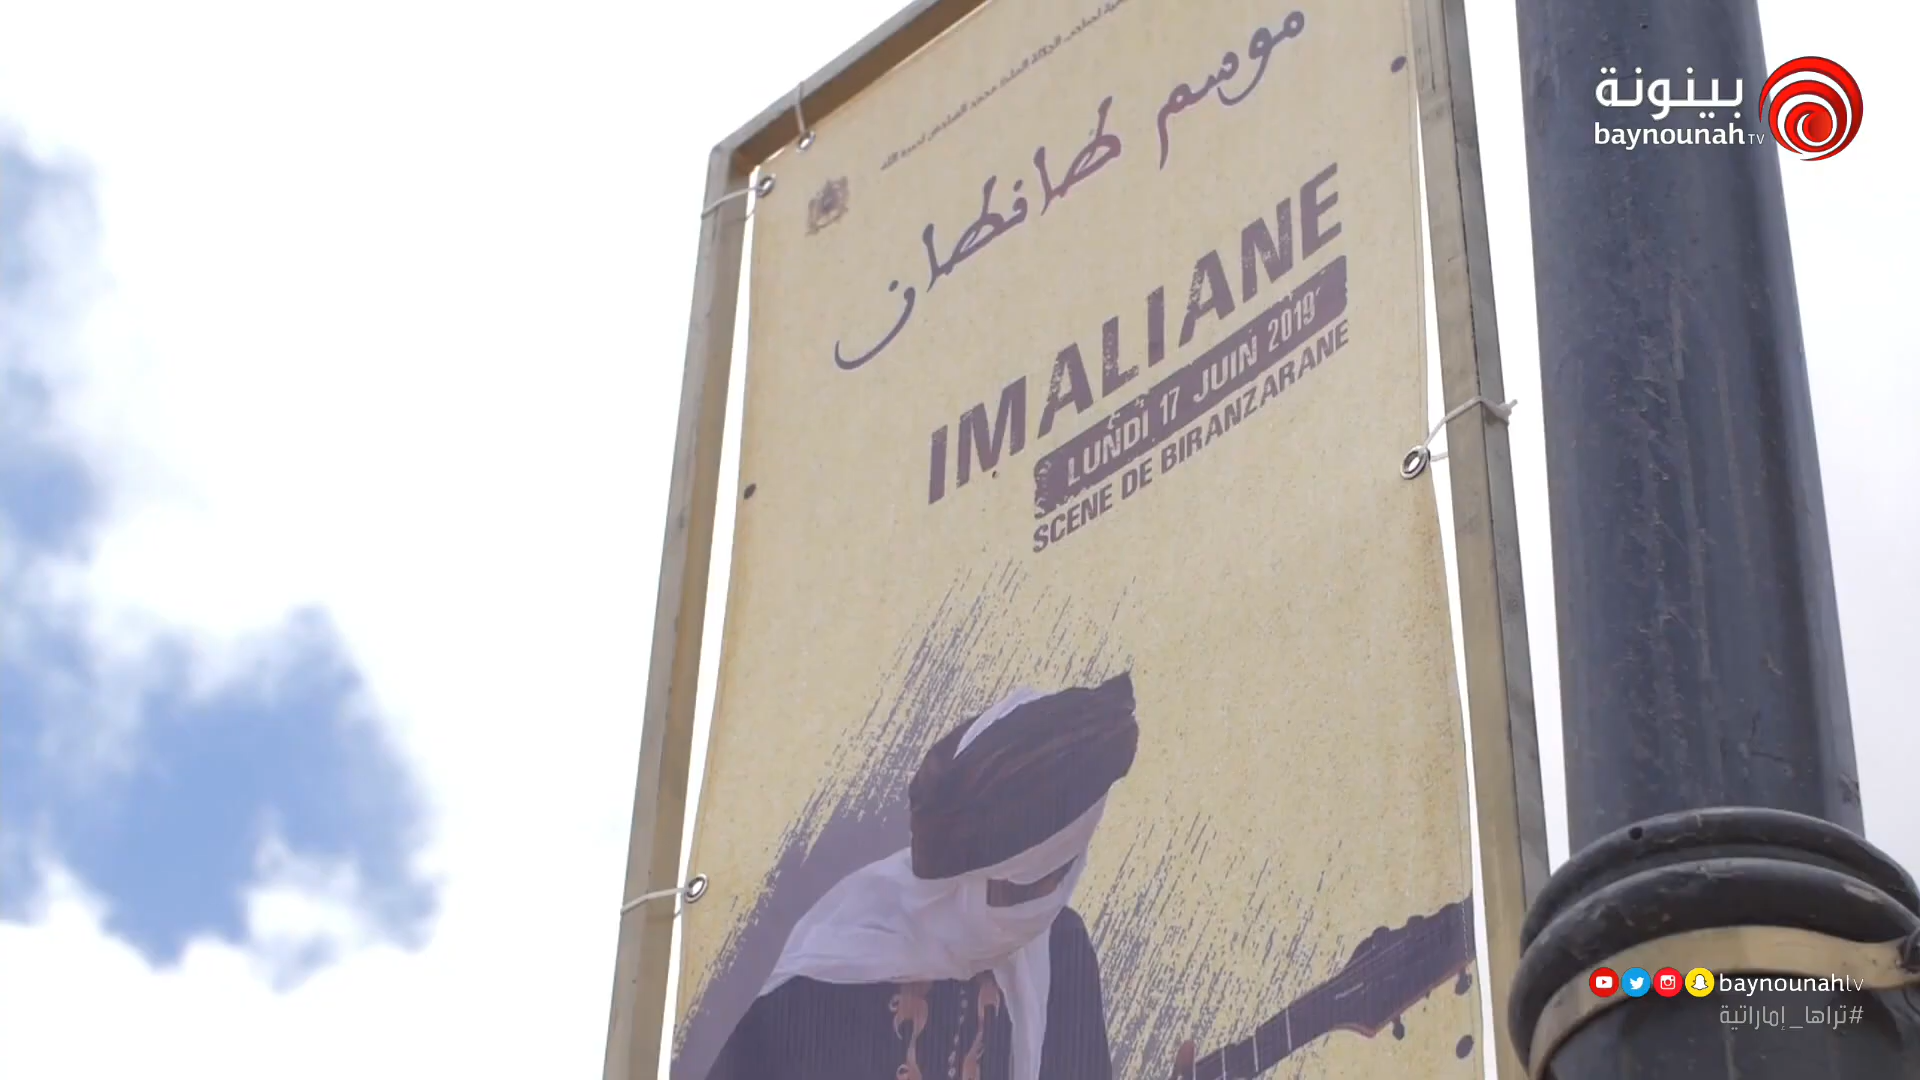 موسم طانطان
IMALIANE
LUNDI 17 JUIN 2019
SCENE DE BIRANZARANE
بينونة
baynounah TV
baynounahtv
#تراها_إماراتية